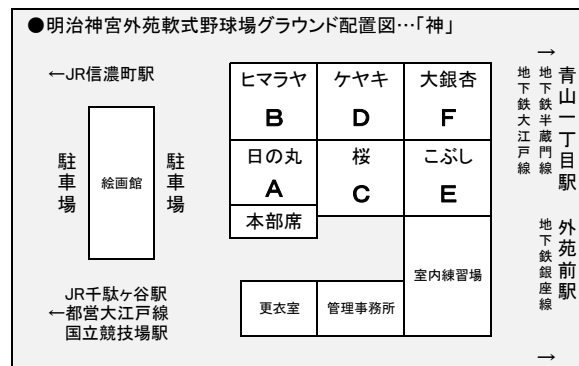 ●明治神宮外苑軟式野球場グラウンド配置図…「神」
←JR信濃町駅
ヒマラヤ
B
ケヤキ
D
大銀杏
F
日の丸
A
桜
C
こぶし
E
本部席
駐車場
絵画館
駐車場
室内練習場
更衣室
管理事務所
JR千駄ヶ谷駅
←都営大江戸線
国立競技場駅
→
青山一丁目駅
地下鉄半蔵門線
地下鉄大江戸線
外苑前駅
地下鉄銀座線
→